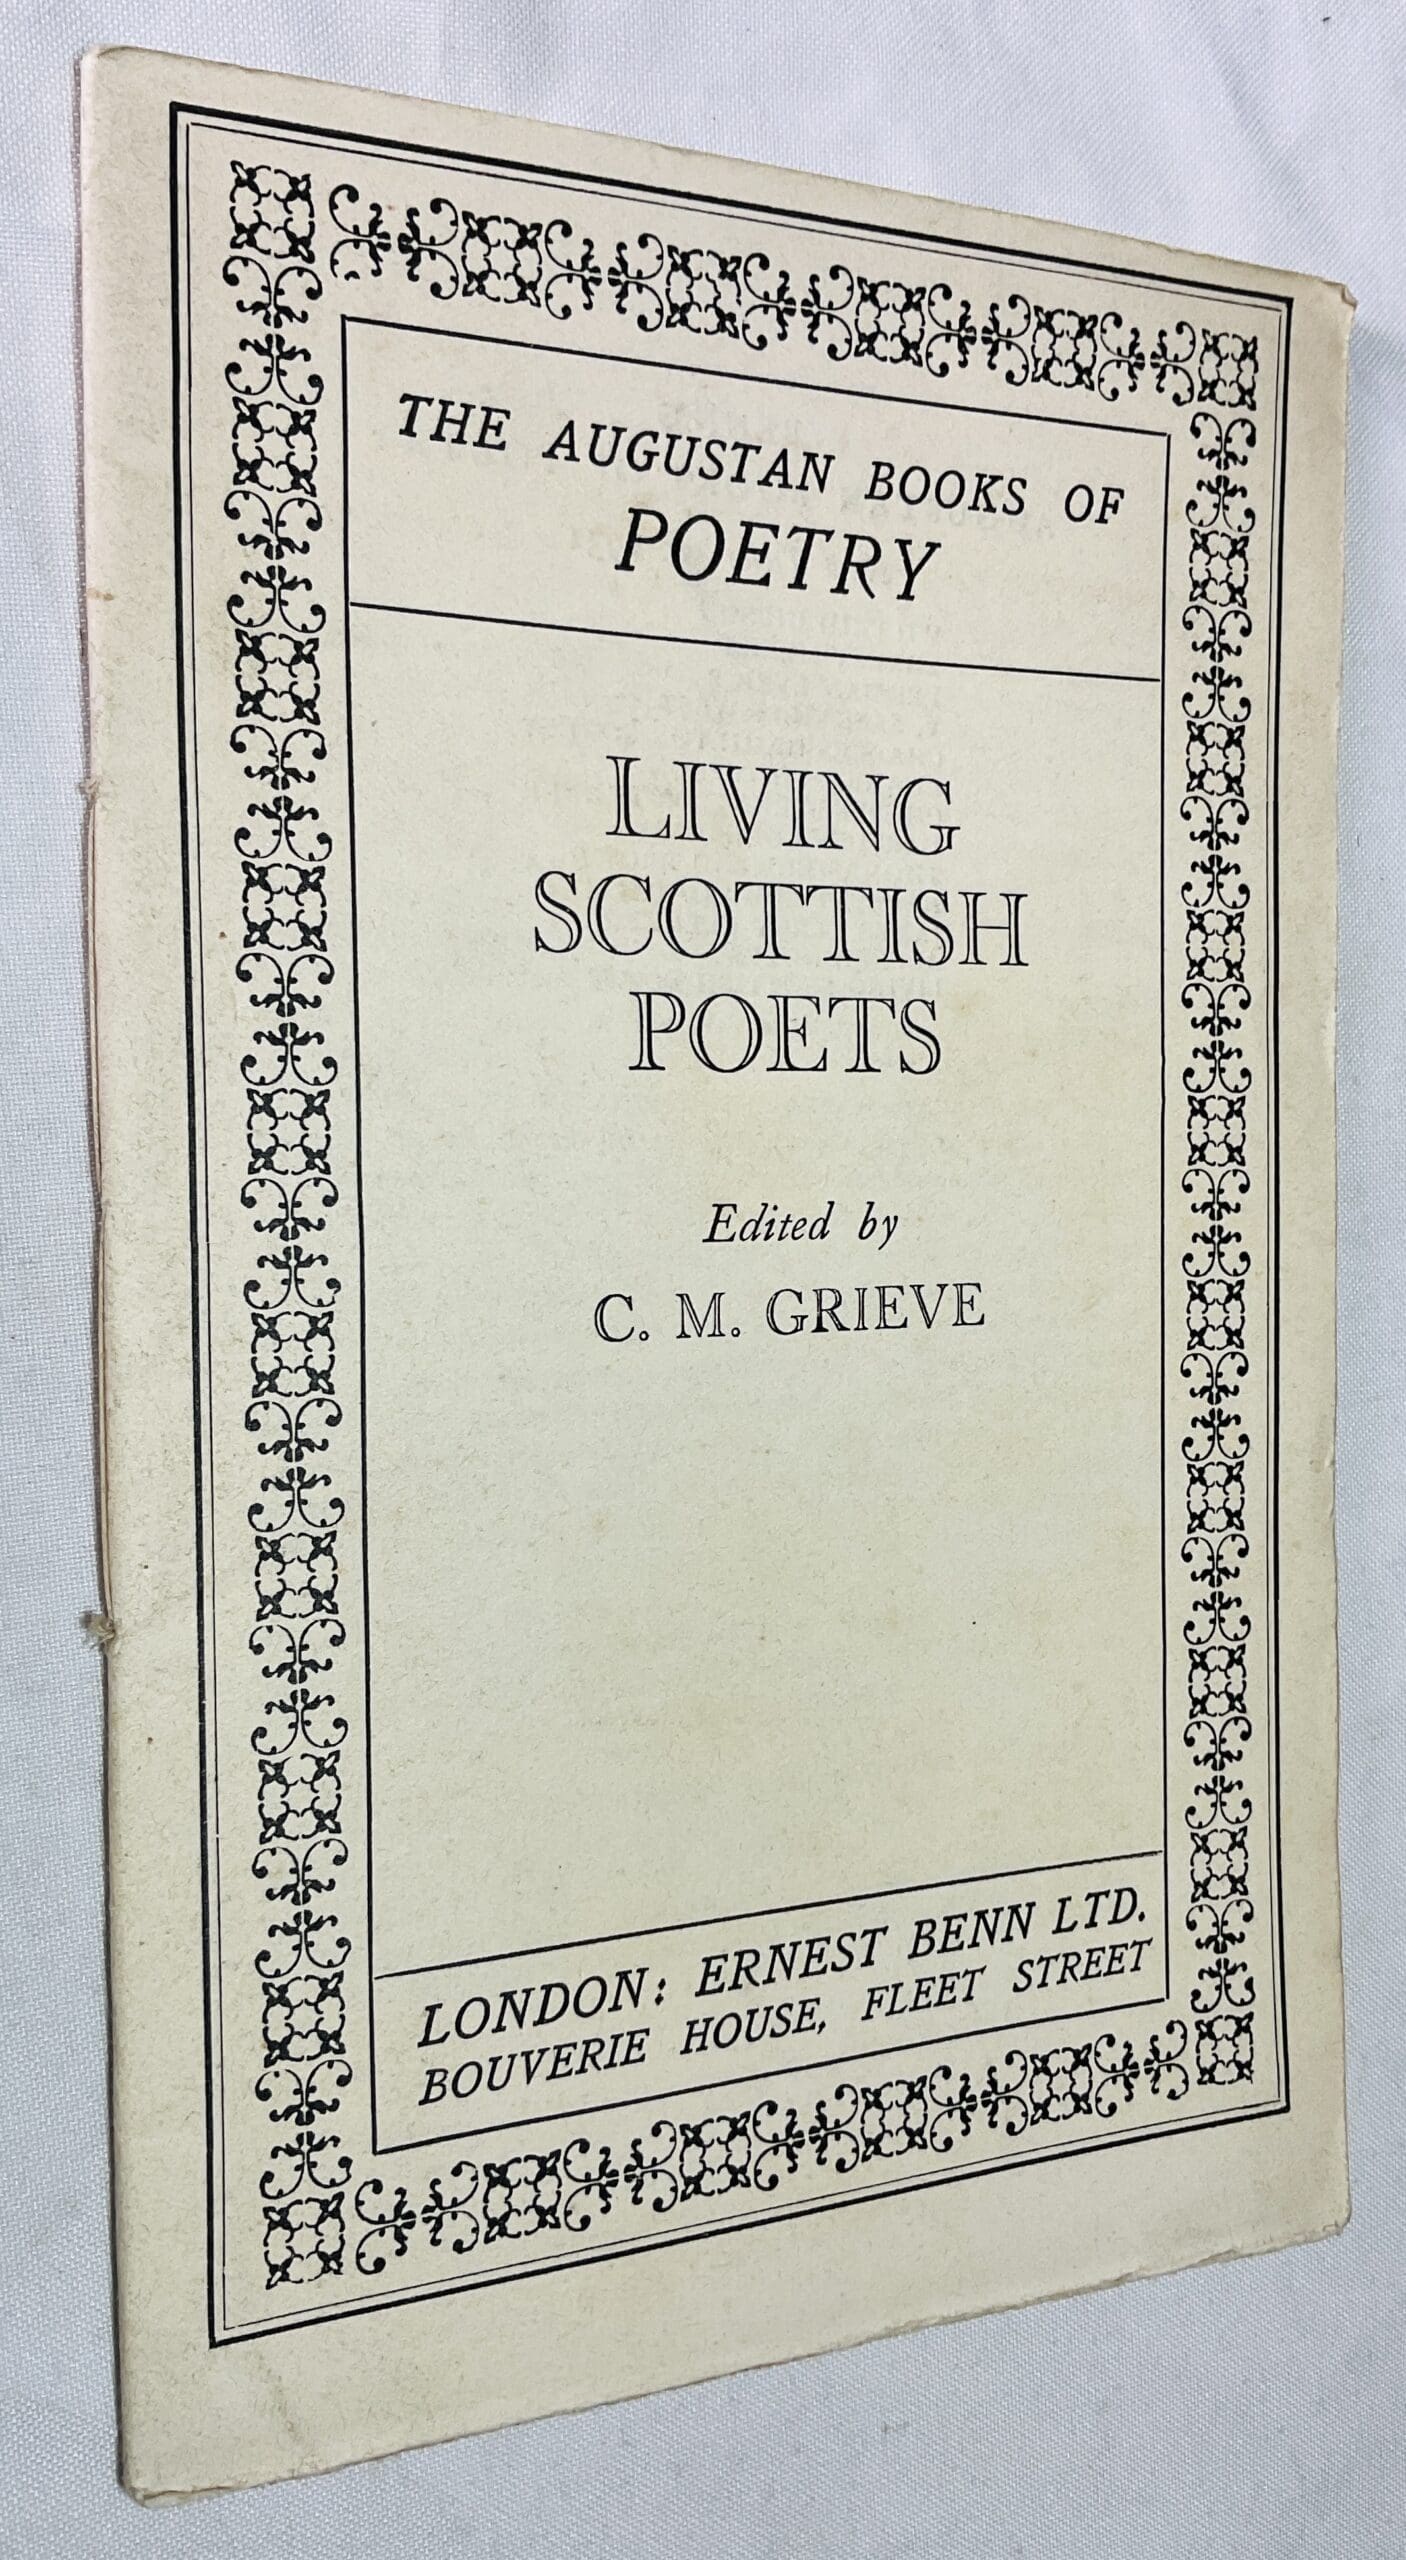 THE AUGUSTAN BOOKS OF
POETRY
LIVING
SCOTTISH
POETS
Edited by
C. M. GRIEVE
LONDON: ERNEST BENN LTD.
BOUVERIE HOUSE, FLEET STREET